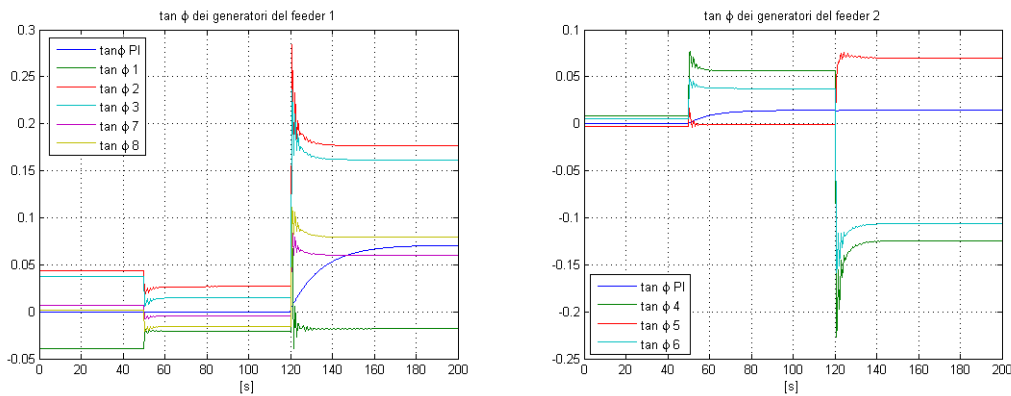 tan ϕ dei generatori del feeder 1
0.3
0.25
0.2
0.15
0.1
0.05
0
-0.05
tanϕ PI
tan ϕ 1
tan ϕ 2
tan ϕ 3
tan ϕ 7
tan ϕ 8
0 20 40 60 80 100 120 140 160 180 200
[s]
tan ϕ dei generatori del feeder 2
0.1
0.05
0
-0.05
-0.1
-0.15
-0.2
-0.25
tan ϕ PI
tan ϕ 4
tan ϕ 5
tan ϕ 6
0 20 40 60 80 100 120 140 160 180 200
[s]